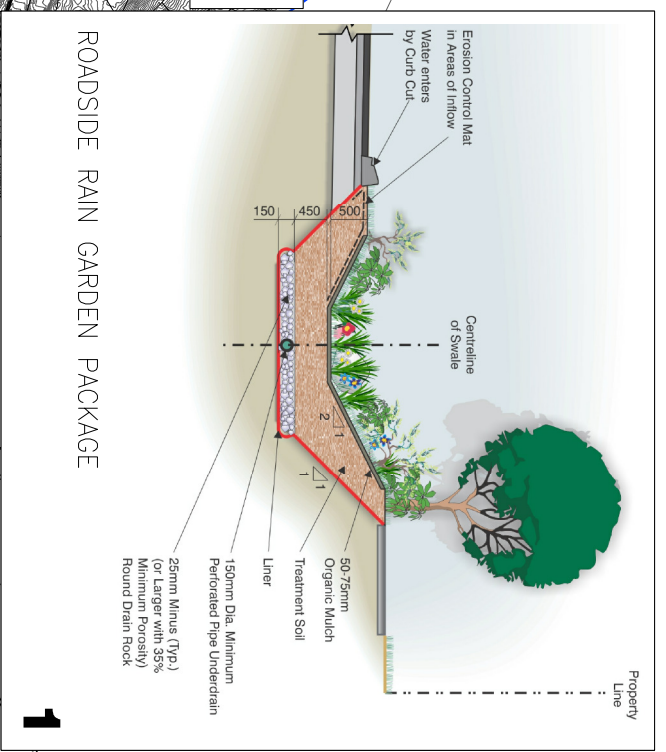 Erosion Control Mat
in Areas of Inflow
Water enters
by Curb Cut
Centreline
of Swale
Property
Line
500
450
150
1
2
1
1
50-75mm
Organic Mulch
Treatment Soil
Liner
150mm Dia. Minimum
Perforated Pipe Underdrain
25mm Minus (Typ.)
(or Larger with 35%
Minimum Porosity)
Round Drain Rock
ROADSIDE RAIN GARDEN PACKAGE
1